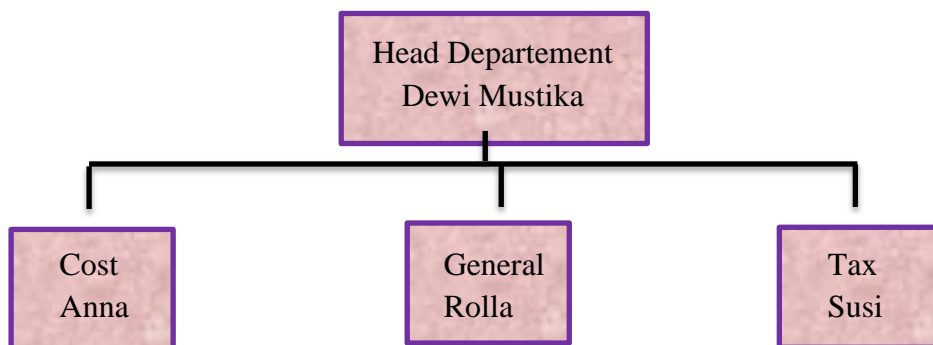 Head Departement
Dewi Mustika
Cost
Anna
General
Rolla
Tax
Susi